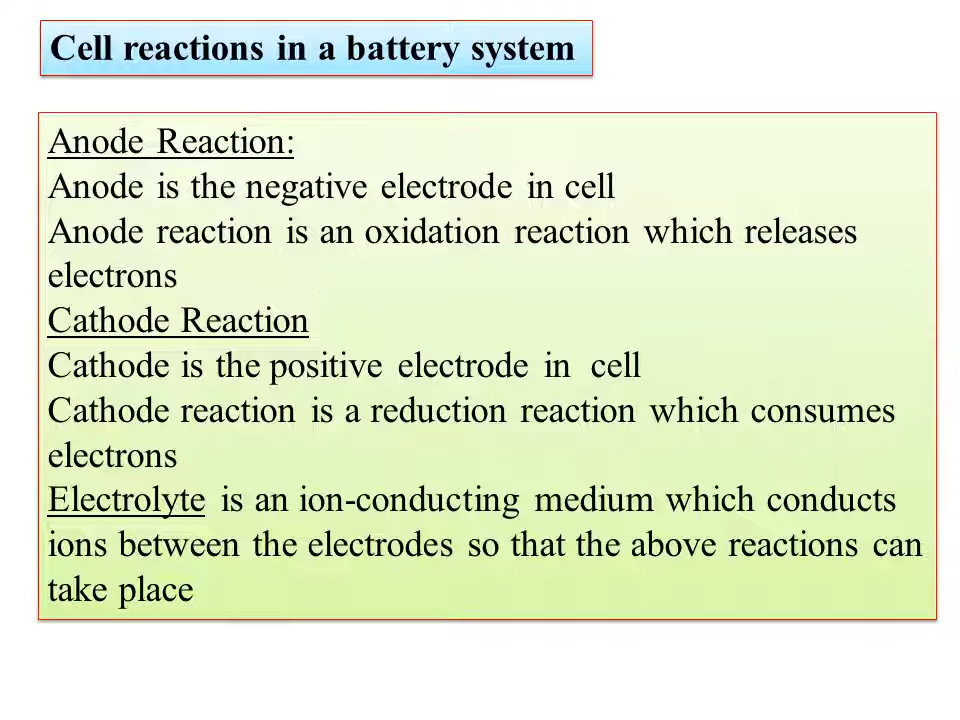 Cell reactions in a battery system
Anode Reaction:
Anode is the negative electrode in cell
Anode reaction is an oxidation reaction which releases
electrons
Cathode Reaction
Cathode is the positive electrode in  cell
Cathode reaction is a reduction reaction which consumes
electrons
Electrolyte is an ion-conducting medium which conducts
ions between the electrodes so that the above reactions can
take place